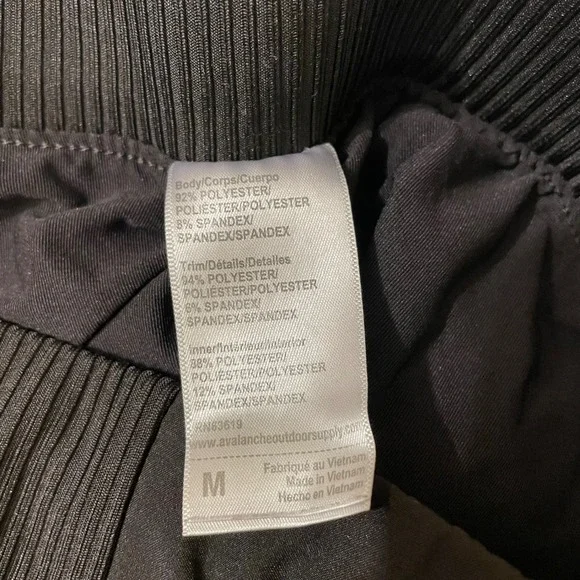 Body/Corps/Cuerpo
92% POLYESTER/
POLIÉSTER/POLYESTER
8% SPANDEX/
SPANDEX/SPANDEX
Trim/Détails/Detalles
94% POLYESTER/
POLIÉSTER/POLYESTER
6% SPANDEX/
SPANDEX/SPANDEX
Inner/Intérieur/Interior
88% POLYESTER/
POLIÉSTER/POLYESTER
12% SPANDEX/
SPANDEX/SPANDEX
RN63619
www.avalancheoutdoorsupply.com
M
Fabriqué au Vietnam
Made in Vietnam
Hecho en Vietnam